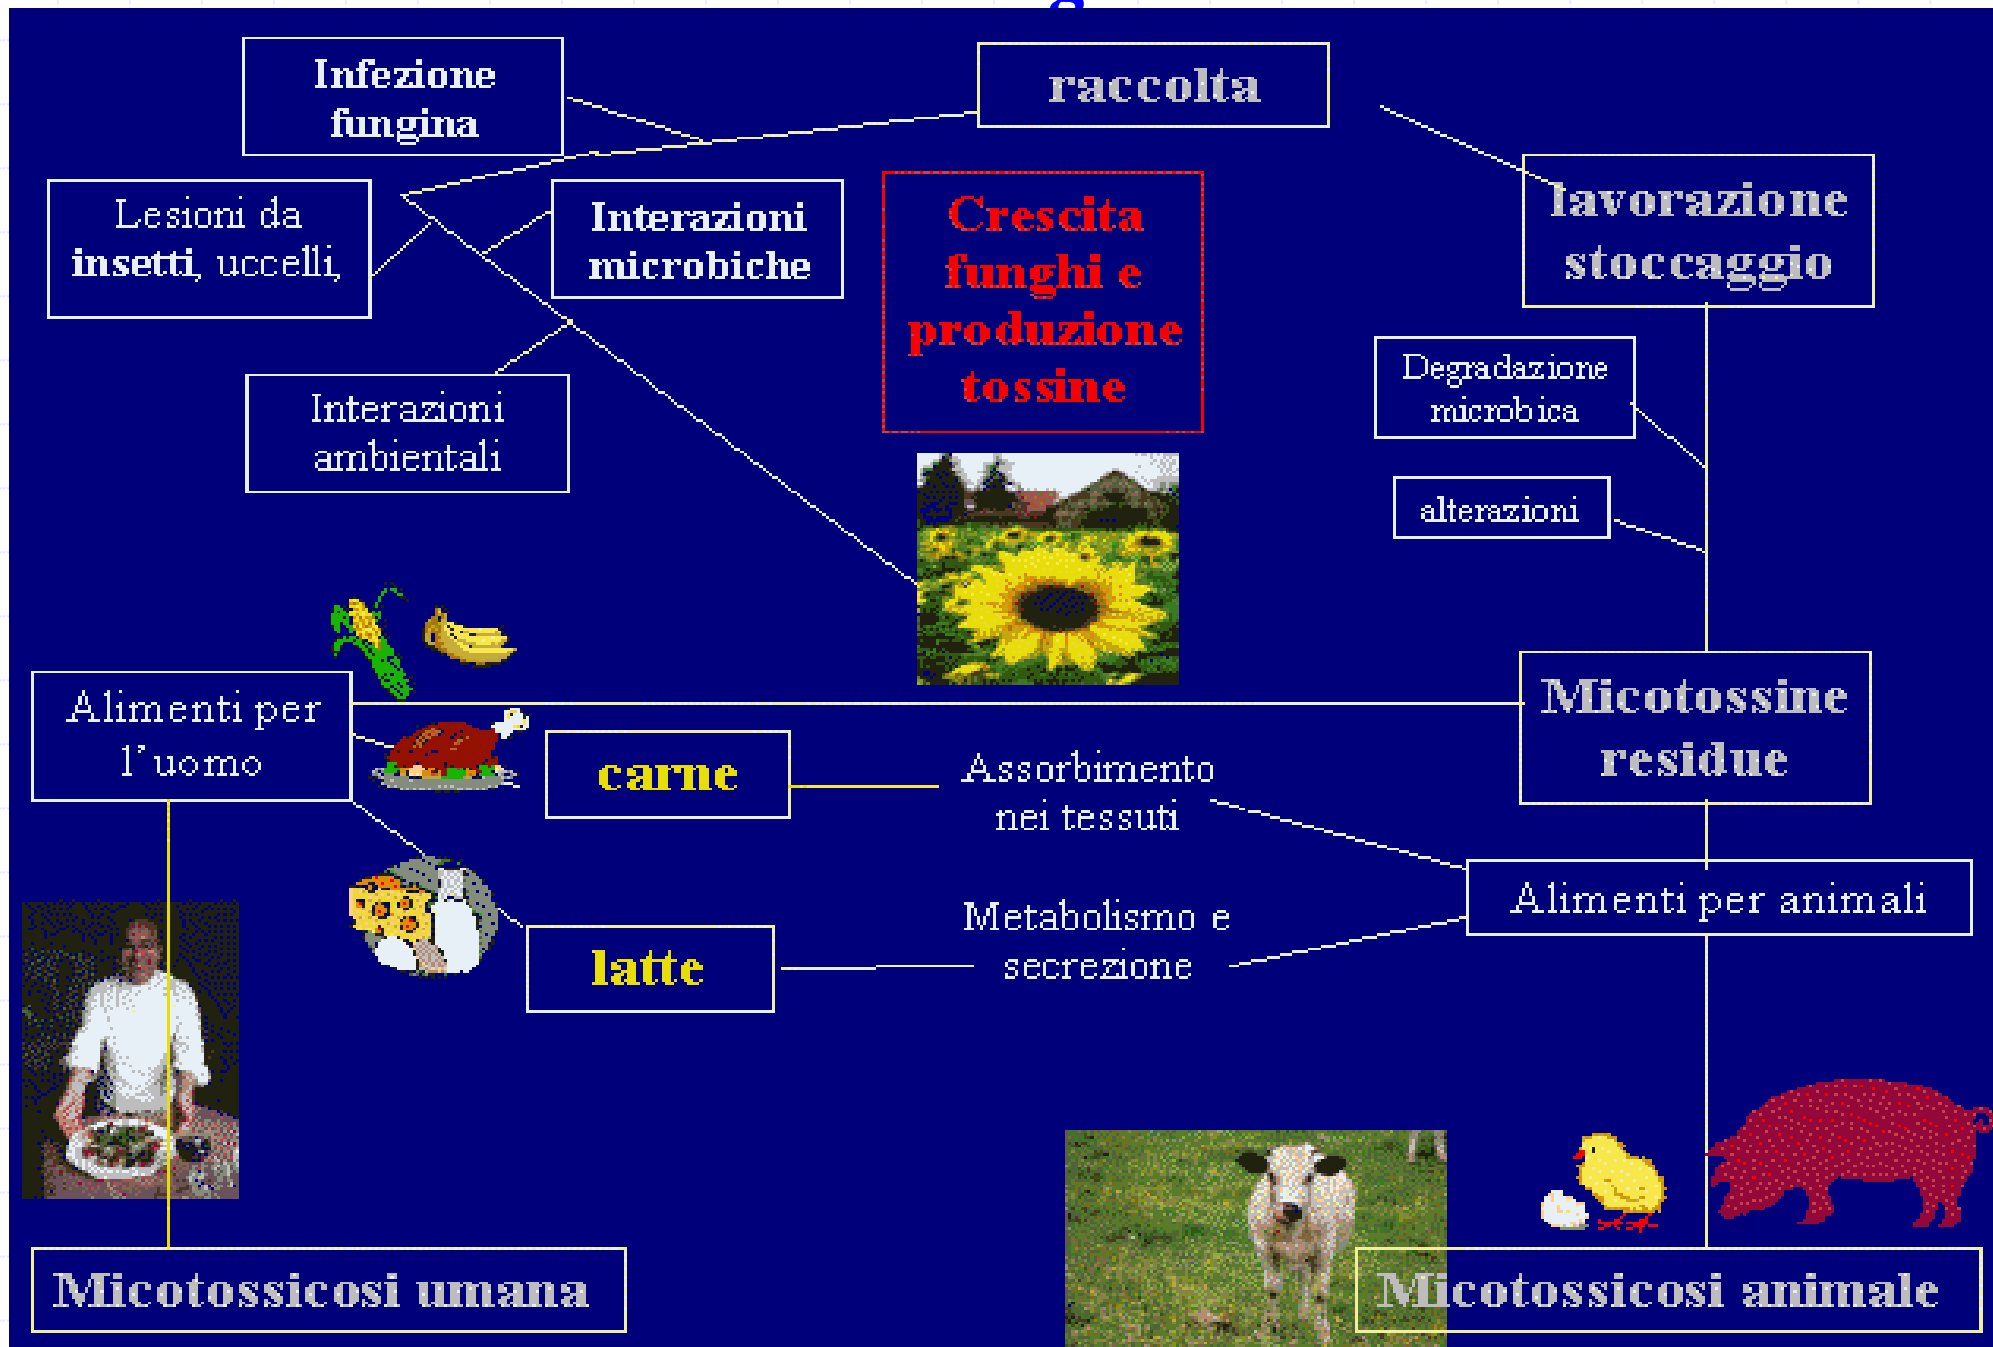 Infezione
fungina
raccolta
Lesioni da
insetti, uccelli,
Interazioni
microbiche
Crescita
funghi e
produzione
tossine
lavorazione
stoccaggio
Degradazione
microbica
Interazioni
ambientali
alterazioni
Alimenti per
l'uomo
Micotossine
residue
carne
Assorbimento
nei tessuti
Alimenti per animali
latte
Metabolismo e
secrezione
Micotossicosi umana
Micotossicosi animale